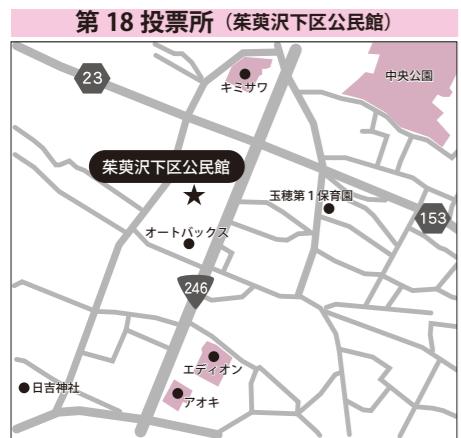 第18投票所（茱萸沢下区公民館）
23
キミサワ
中央公園
茱萸沢下区公民館
玉穂第1保育園
153
オートバックス
246
エディオン
日吉神社
アオキ